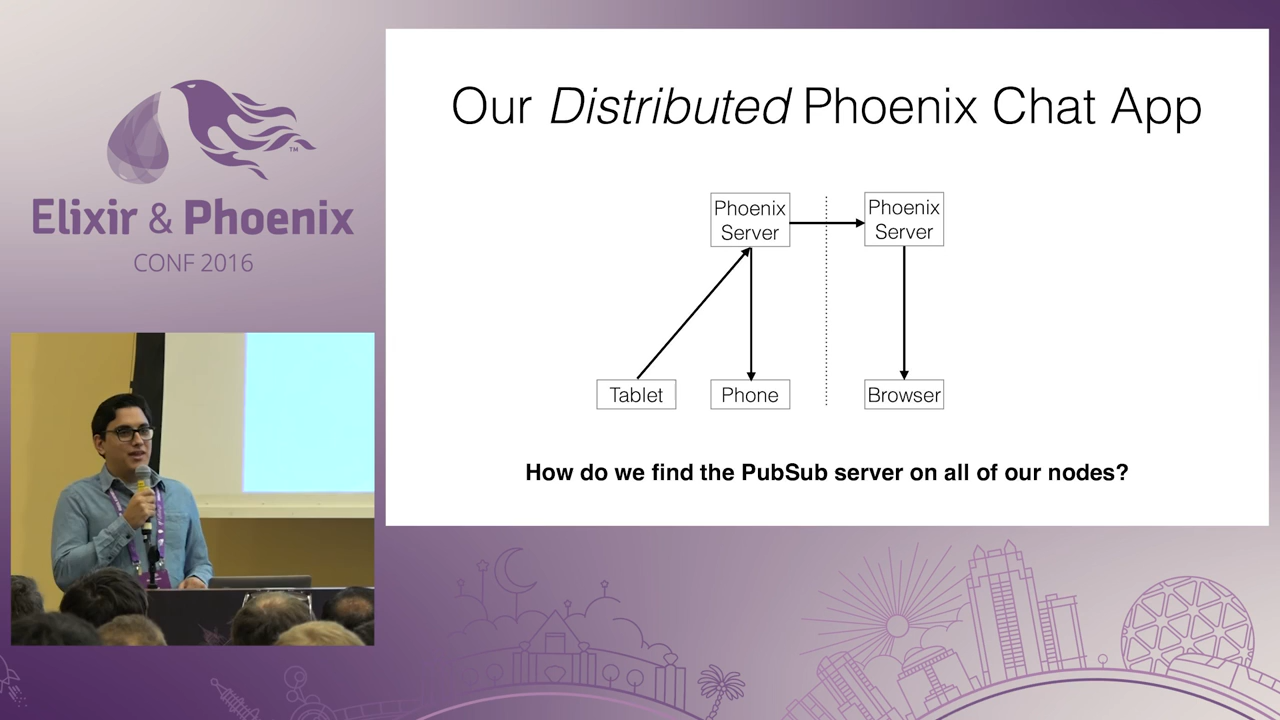 Elixir & Phoenix
™
CONF 2016
Our Distributed Phoenix Chat App
Phoenix
Server
Phoenix
Server
Tablet
Phone
Browser
How do we find the PubSub server on all of our nodes?